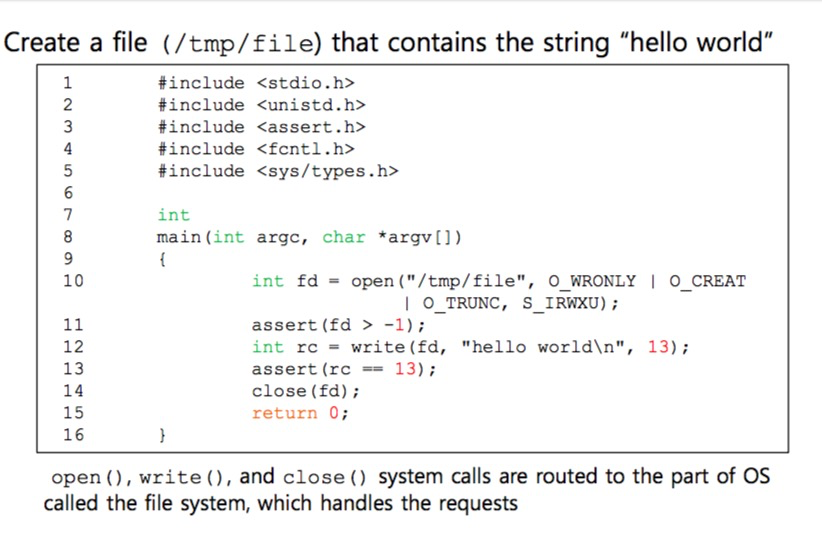 Create a file (/tmp/file) that contains the string “hello world”
1 #include <stdio.h>
2 #include <unistd.h>
3 #include <assert.h>
4 #include <fcntl.h>
5 #include <sys/types.h>
6
7 int
8 main(int argc, char *argv[])
9 {
10 int fd = open("/tmp/file", O_WRONLY | O_CREAT
| O_TRUNC, S_IRWXU);
11 assert(fd > -1);
12 int rc = write(fd, "hello world\n", 13);
13 assert(rc == 13);
14 close(fd);
15 return 0;
16 }
open(), write(), and close() system calls are routed to the part of OS
called the file system, which handles the requests